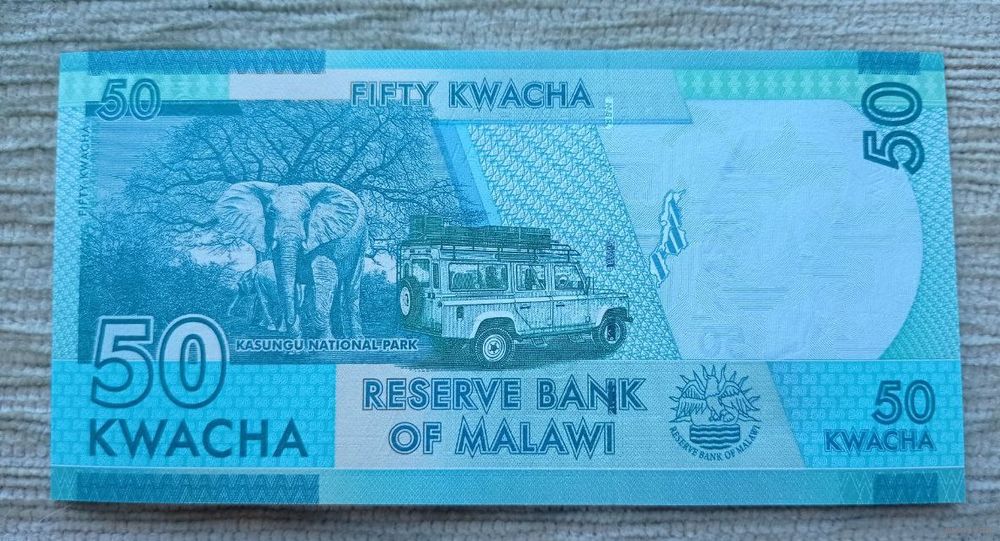 50
FIFTY KWACHA
50
FIFTY KWACHA
KASUNGU NATIONAL PARK
50
KWACHA
RESERVE BANK
OF MALAWI
RESERVE BANK OF MALAWI
50
KWACHA